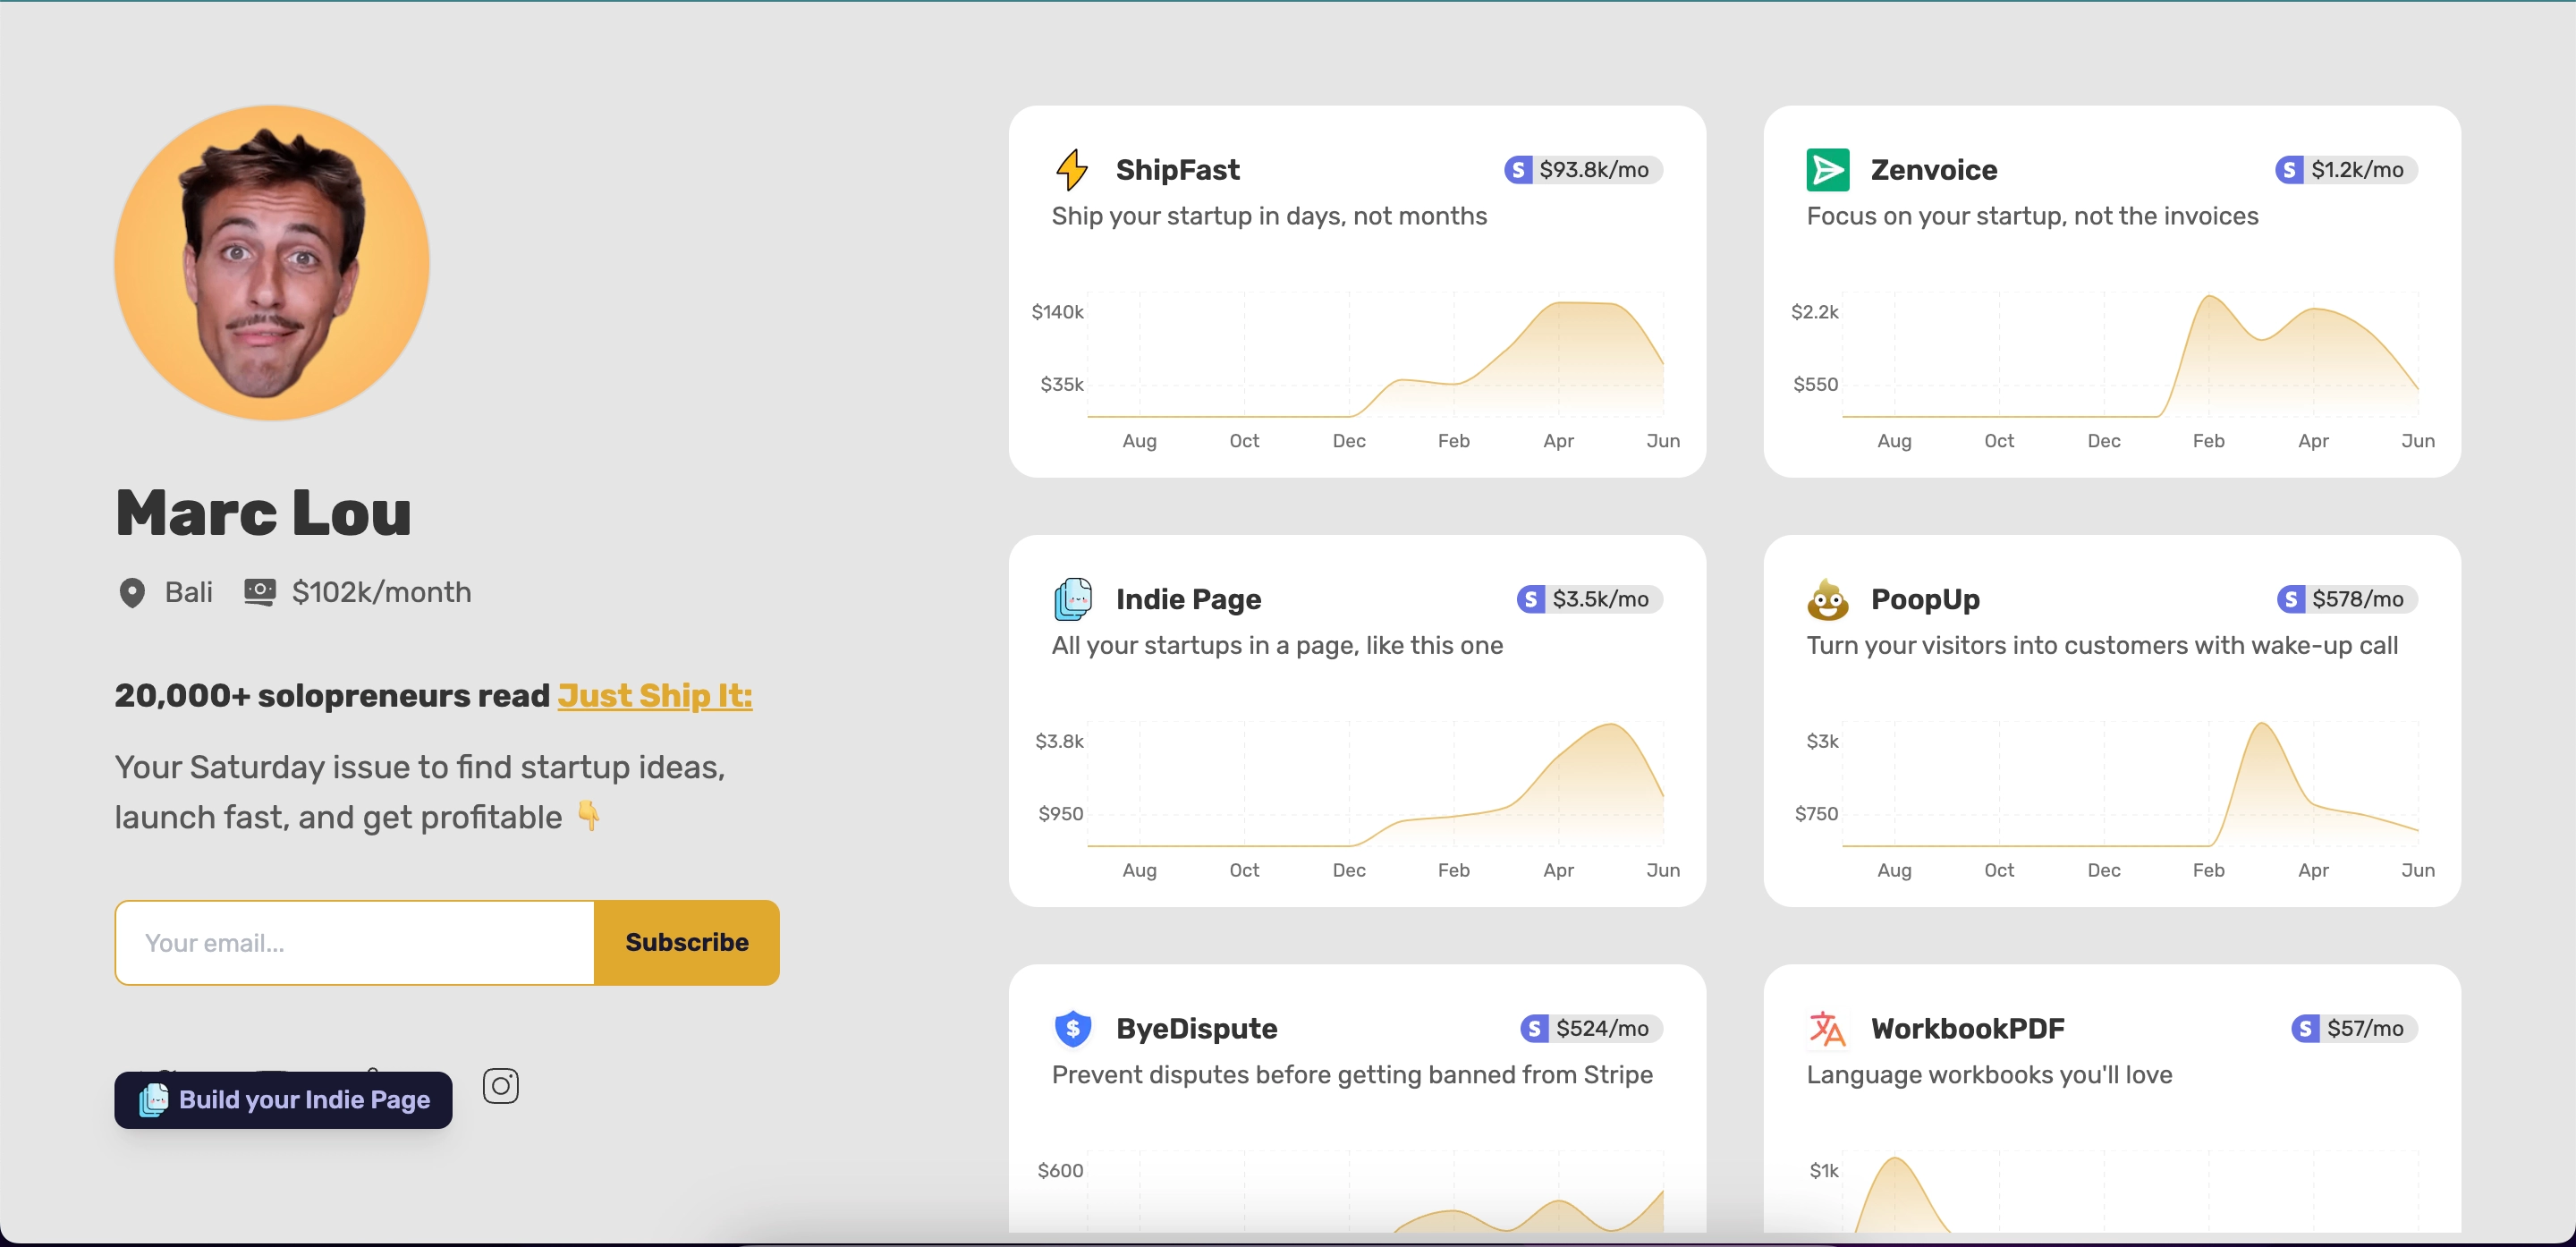 Marc Lou
Bali $102k/month
20,000+ solopreneurs read Just Ship It:
Your Saturday issue to find startup ideas,
launch fast, and get profitable 👇
Your email...
Subscribe
Build your Indie Page
ShipFast
S $93.8k/mo
Ship your startup in days, not months
$140k
$35k
Aug Oct Dec Feb Apr Jun
Zenvoice
S $1.2k/mo
Focus on your startup, not the invoices
$2.2k
$550
Aug Oct Dec Feb Apr Jun
Indie Page
S $3.5k/mo
All your startups in a page, like this one
$3.8k
$950
Aug Oct Dec Feb Apr Jun
PoopUp
S $578/mo
Turn your visitors into customers with wake-up call
$3k
$750
Aug Oct Dec Feb Apr Jun
ByeDispute
S $524/mo
Prevent disputes before getting banned from Stripe
$600
WorkbookPDF
S $57/mo
Language workbooks you'll love
$1k